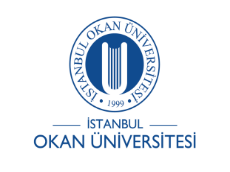 İSTANBUL OKAN ÜNİVERSİTESİ
• 1999 •
İSTANBUL
OKAN ÜNİVERSİTESİ